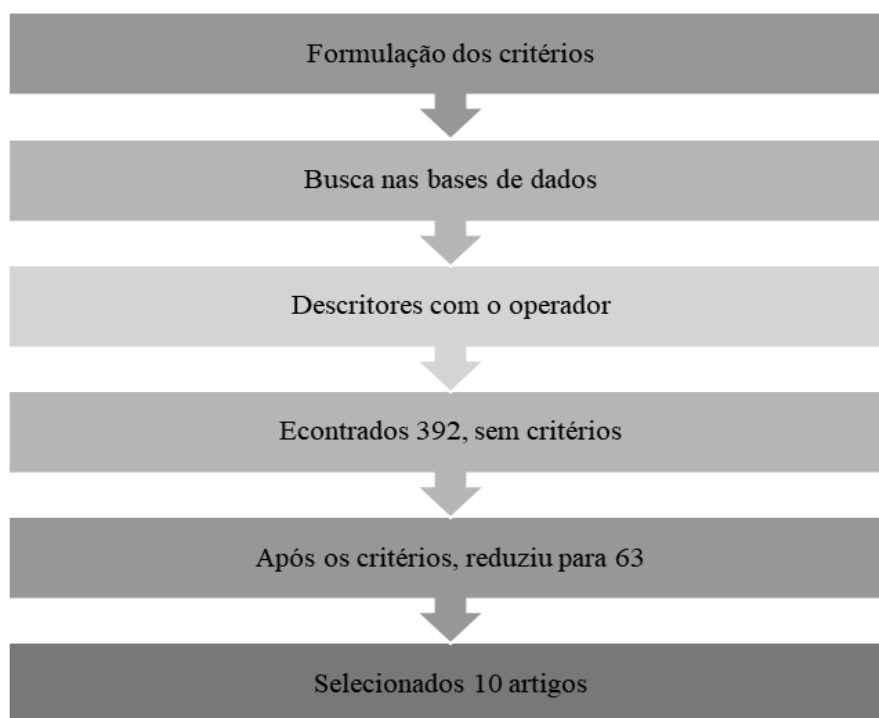 Formulação dos critérios
Busca nas bases de dados
Descritores com o operador
Econtrados 392, sem critérios
Após os critérios, reduziu para 63
Selecionados 10 artigos